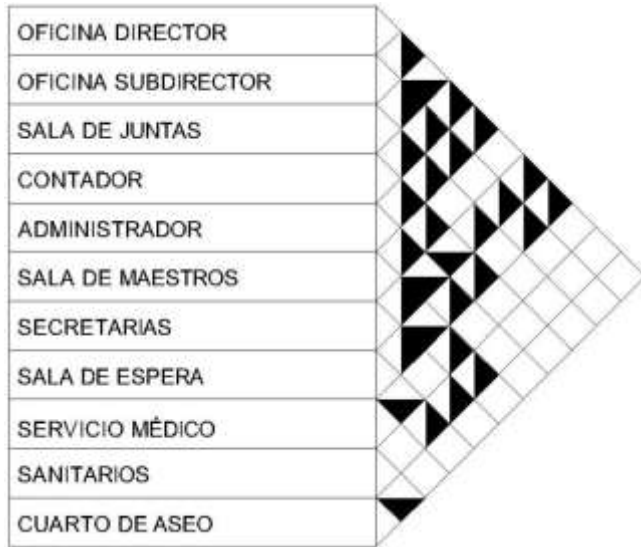 OFICINA DIRECTOR
OFICINA SUBDIRECTOR
SALA DE JUNTAS
CONTADOR
ADMINISTRADOR
SALA DE MAESTROS
SECRETARIAS
SALA DE ESPERA
SERVICIO MÉDICO
SANITARIOS
CUARTO DE ASEO